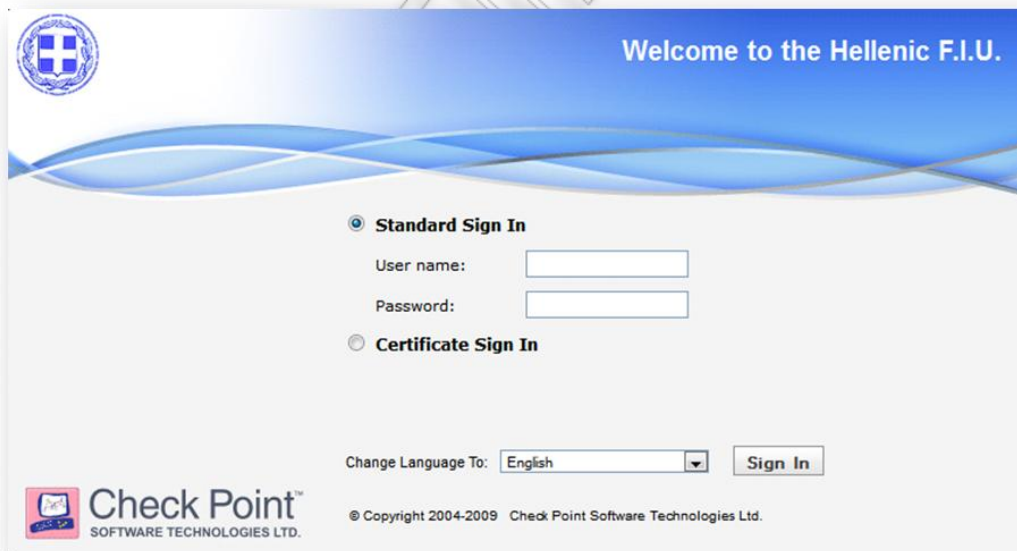 Welcome to the Hellenic F.I.U.
Standard Sign In
User name:
Password:
Certificate Sign In
Change Language To: English Sign In
Check Point™
SOFTWARE TECHNOLOGIES LTD.
© Copyright 2004-2009 Check Point Software Technologies Ltd.